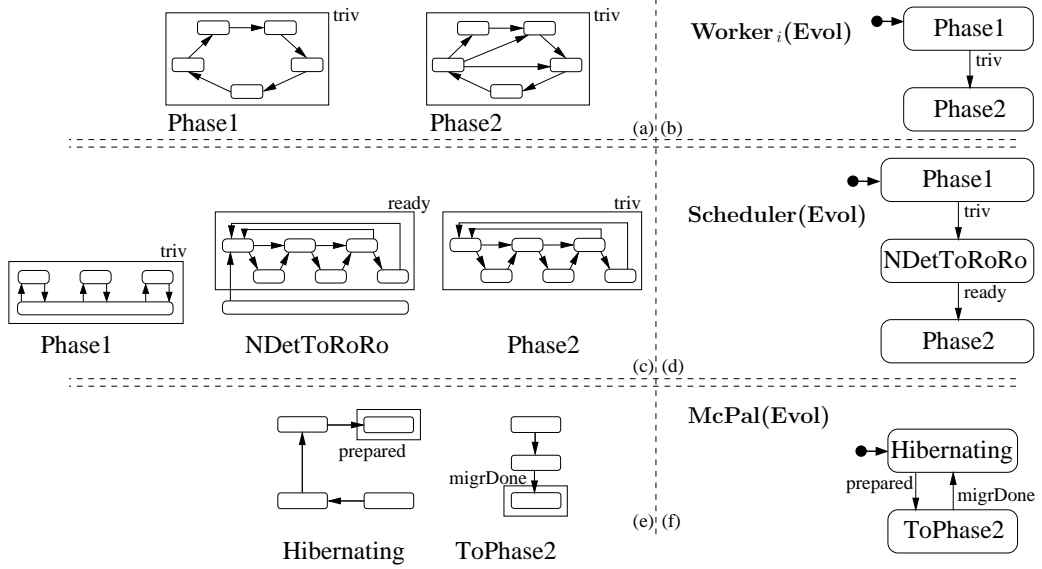 triv
triv
Worker i(Evol)
Phase1
triv
Phase2
Phase1
Phase2
(a) (b)
Phase1
triv
Scheduler(Evol)
NDetToRoRo
ready
Phase2
triv
ready
triv
Phase1
NDetToRoRo
Phase2
(c) (d)
McPal(Evol)
Hibernating
prepared
migrDone
ToPhase2
prepared
migrDone
Hibernating
ToPhase2
(e) (f)